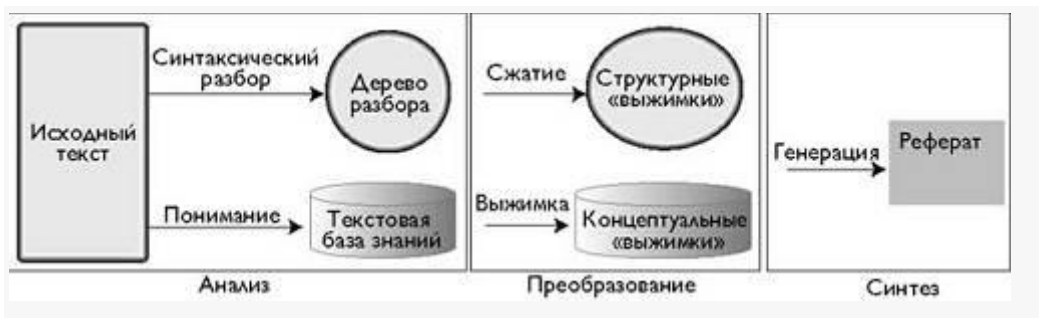 Исходный
текст
Синтаксический
разбор
Дерево
разбора
Понимание
Текстовая
база знаний
Анализ
Сжатие
Структурные
«выжимки»
Выжимка
Концептуальные
«выжимки»
Преобразование
Генерация
Реферат
Синтез